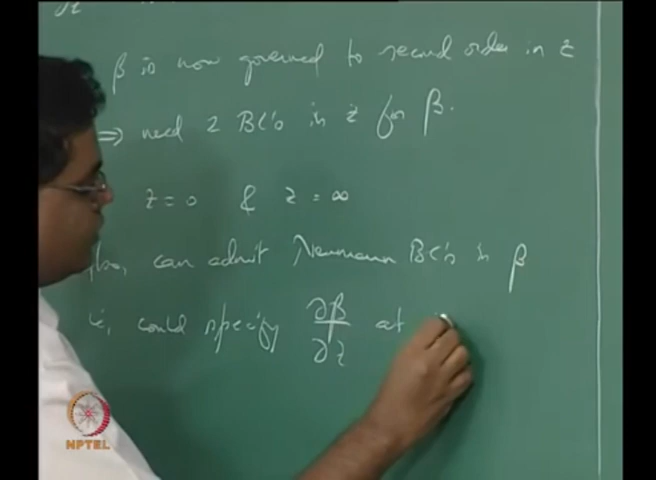 β is now governed to second order in z
⇒ need 2 BC's in z for β.
z = 0 & z = ∞
Also, can admit Neumann BC's in β
i.e., could specify ∂β/∂z at
NPTEL